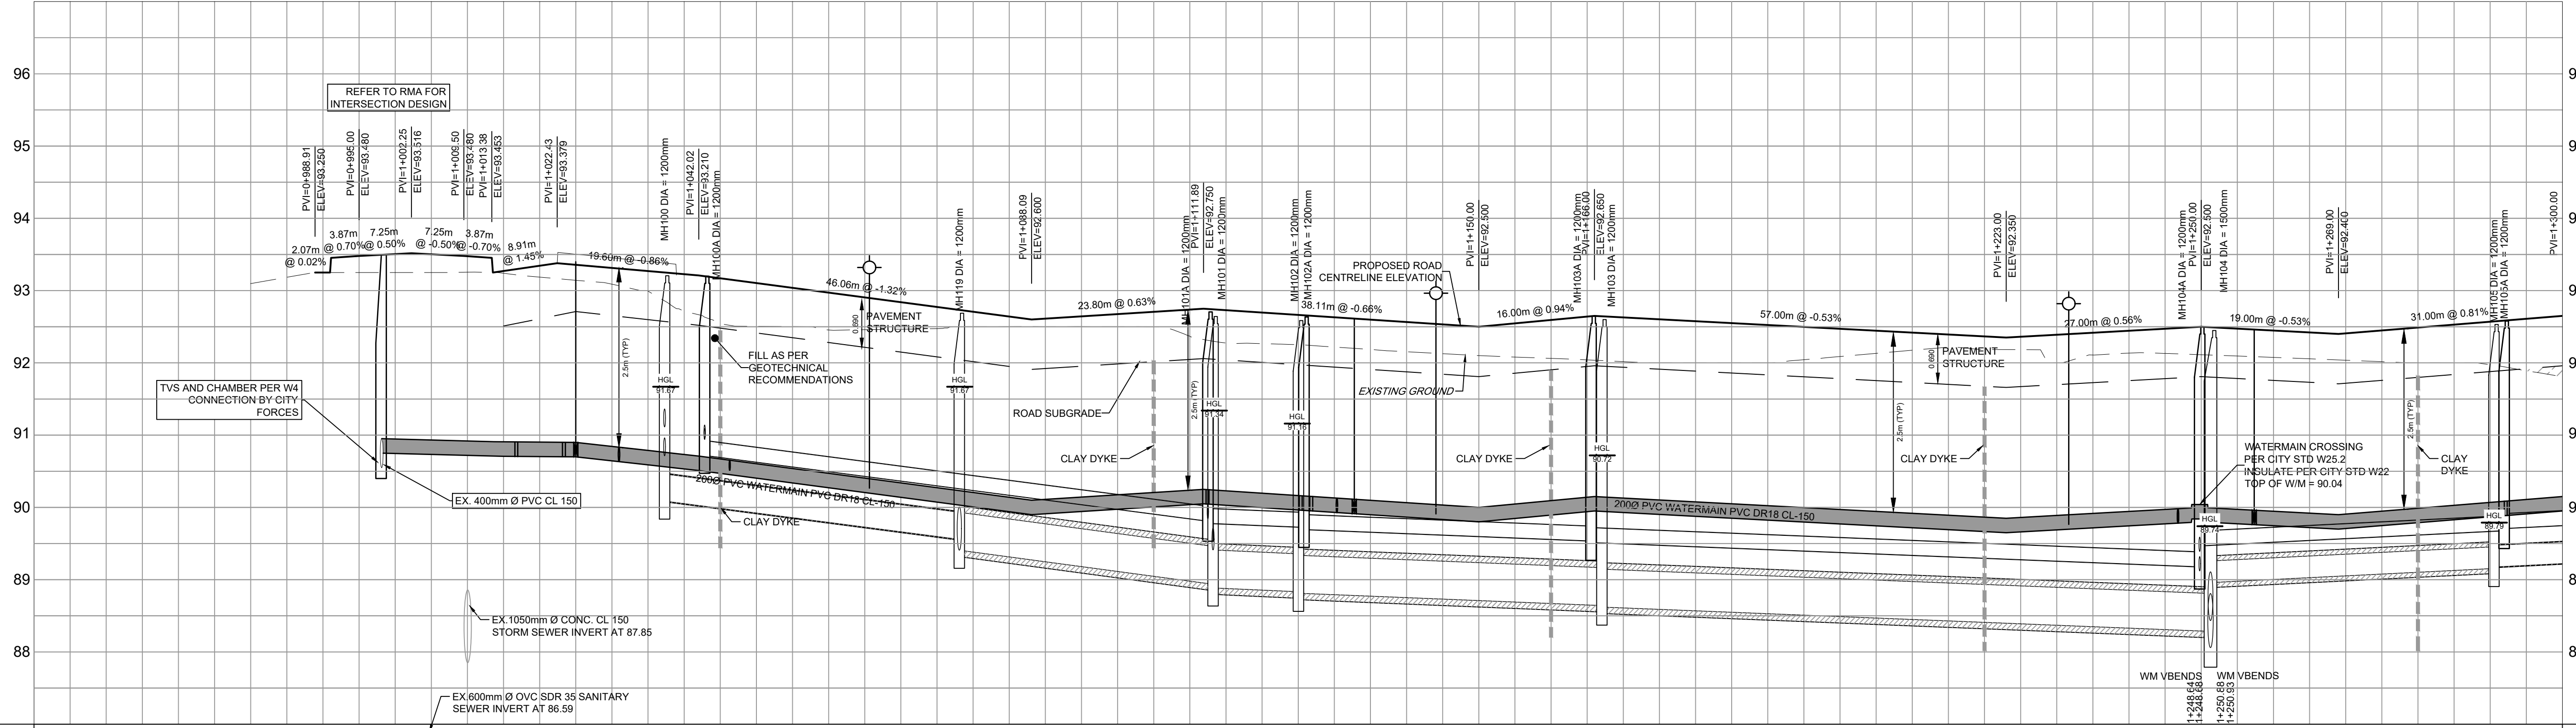 96
95
94
93
92
91
90
89
88
REFER TO RMA FOR
INTERSECTION DESIGN
PVI=0+988.91
ELEV=93.250
PVI=0+995.00
ELEV=93.480
PVI=1+002.25
ELEV=93.516
PVI=1+009.50
ELEV=93.480
PVI=1+013.38
ELEV=93.453
PVI=1+022.43
ELEV=93.379
MH100 DIA = 1200mm
PVI=1+042.02
ELEV=93.210
MH100A DIA = 1200mm
MH119 DIA = 1200mm
PVI=1+088.09
ELEV=92.600
MH101A DIA = 1200mm
PVI=1+111.89
ELEV=92.750
MH101 DIA = 1200mm
MH102 DIA = 1200mm
MH102A DIA = 1200mm
PVI=1+150.00
ELEV=92.500
MH103A DIA = 1200mm
PVI=1+166.00
ELEV=92.650
MH103 DIA = 1200mm
PVI=1+223.00
ELEV=92.350
MH104A DIA = 1200mm
PVI=1+250.00
ELEV=92.500
MH104 DIA = 1500mm
PVI=1+269.00
ELEV=92.400
MH105 DIA = 1200mm
MH105A DIA = 1200mm
PVI=1+300.00
2.07m
@ 0.02%
3.87m
@ 0.70%
7.25m
@ 0.50%
7.25m
@ -0.50%
3.87m
@ -0.70%
8.91m
@ 1.45%
19.60m @ -0.86%
46.06m @ -1.32%
23.80m @ 0.63%
38.11m @ -0.66%
16.00m @ 0.94%
57.00m @ -0.53%
27.00m @ 0.56%
19.00m @ -0.53%
31.00m @ 0.81%
PROPOSED ROAD
CENTRELINE ELEVATION
0.690
PAVEMENT
STRUCTURE
0.690
PAVEMENT
STRUCTURE
2.5m (TYP)
2.5m (TYP)
2.5m (TYP)
2.5m (TYP)
FILL AS PER
GEOTECHNICAL
RECOMMENDATIONS
TVS AND CHAMBER PER W4
CONNECTION BY CITY
FORCES
EX. 400mm Ø PVC CL 150
HGL
91.67
HGL
91.67
HGL
91.34
HGL
91.16
HGL
90.72
HGL
89.74
HGL
89.79
ROAD SUBGRADE
EXISTING GROUND
CLAY DYKE
CLAY DYKE
CLAY DYKE
CLAY DYKE
CLAY
DYKE
WATERMAIN CROSSING
PER CITY STD W25.2
INSULATE PER CITY STD W22
TOP OF W/M = 90.04
200Ø PVC WATERMAIN PVC DR18 CL-150
200Ø PVC WATERMAIN PVC DR18 CL-150
EX.1050mm Ø CONC. CL 150
STORM SEWER INVERT AT 87.85
EX.600mm Ø OVC SDR 35 SANITARY
SEWER INVERT AT 86.59
WM VBENDS
1+248.64
1+248.68
WM VBENDS
1+250.88
1+250.93